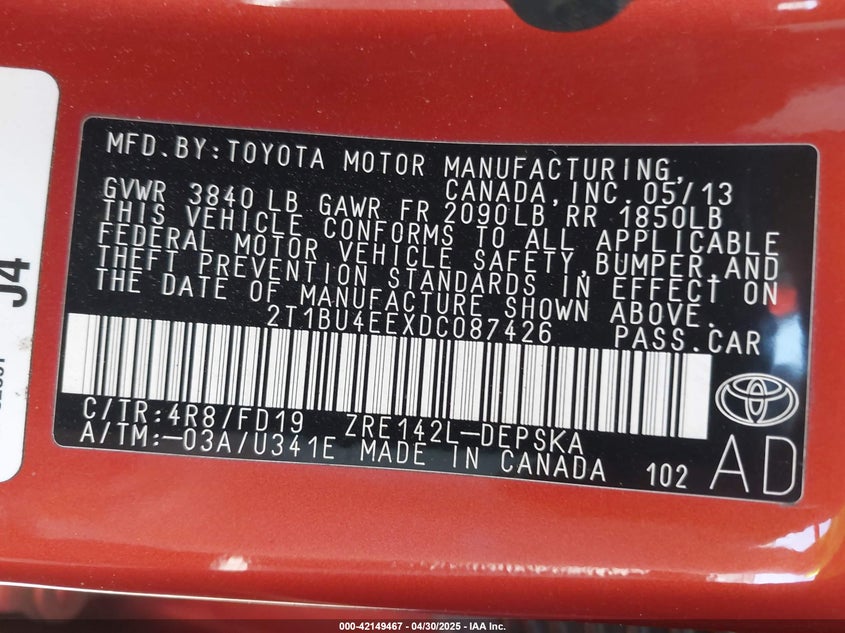 MFD.BY:TOYOTA MOTOR MANUFACTURING,
CANADA, INC. 05/13
GVWR 3840 LB GAWR FR 2090LB RR 1850LB
THIS VEHICLE CONFORMS TO ALL APPLICABLE
FEDERAL MOTOR VEHICLE SAFETY, BUMPER, AND
THEFT PREVENTION STANDARDS IN EFFECT ON
THE DATE OF MANUFACTURE SHOWN ABOVE.
2T1BU4EEXDC087426 PASS.CAR
C/TR:4R8/FD19 ZRE142L-DEPSKA
A/TM:-03A/U341E MADE IN CANADA 102
AD
J4
000-42149467 - 04/30/2025 - IAA Inc.